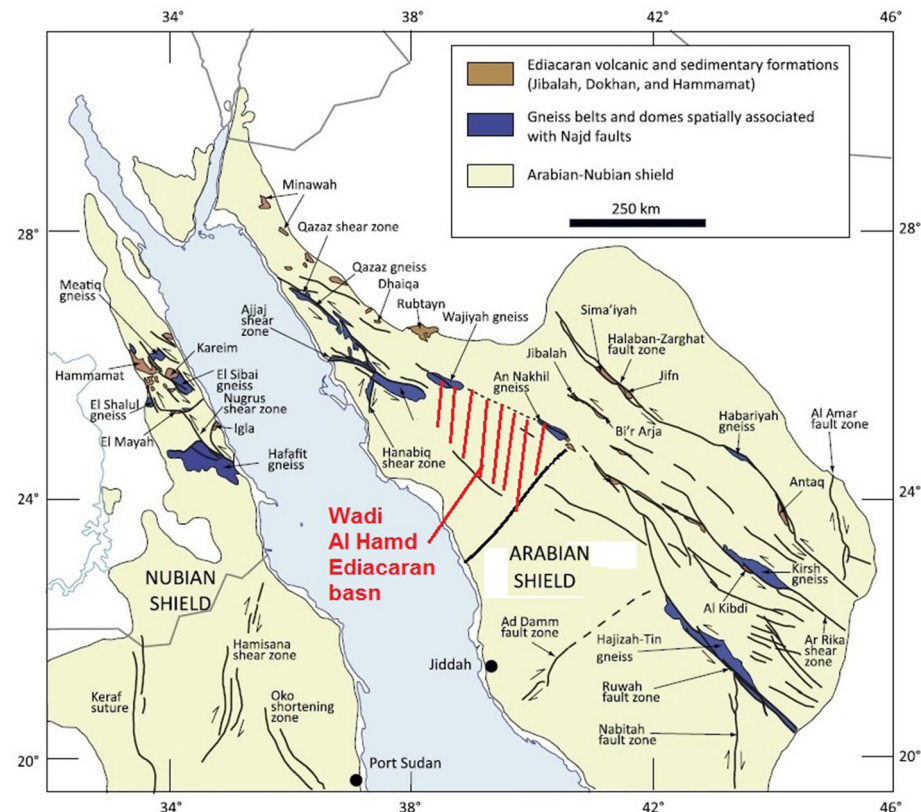 34°
38°
42°
46°
Ediacaran volcanic and sedimentary formations
(Jibalah, Dokhan, and Hammamat)
Gneiss belts and domes spatially associated
with Najd faults
Arabian-Nubian shield
250 km
28°
28°
Minawah
Qazaz shear zone
Qazaz gneiss
Dhaiqa
Rubtayn
Wajiyah gneiss
Meatiq
gneiss
Ajjaj
shear
zone
Sima'iyah
Halaban-Zarghat
fault zone
Jibalah
Jifn
An Nakhil
gneiss
Kareim
Hammamat
El Sibai
gneiss
Nugrus
shear zone
El Shalul
gneiss
Igla
El Mayah
Hafafit
gneiss
Hanabiq
shear zone
Bi'r Arja
Habariyah
gneiss
Al Amar
fault zone
Antaq
24°
24°
Wadi
Al Hamd
Ediacaran
basn
ARABIAN
SHIELD
NUBIAN
SHIELD
Kirsh
gneiss
Al Kibdi
Ad Damm
fault zone
Hajizah-Tin
gneiss
Ar Rika
shear
zone
Hamisana
shear zone
Jiddah
Ruwah
fault zone
Keraf
suture
Oko
shortening
zone
Nabitah
fault zone
20°
20°
Port Sudan
34°
38°
42°
46°